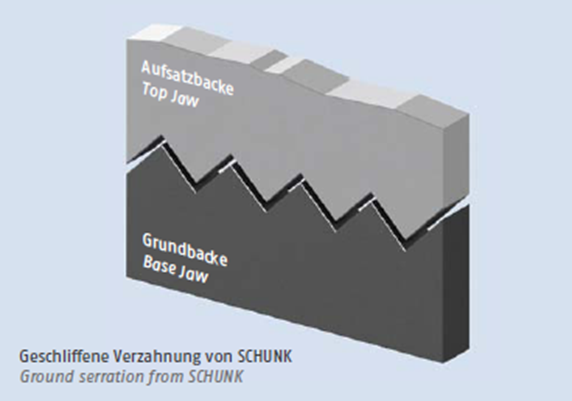 Aufsatzbacke
Top Jaw
Grundbacke
Base Jaw
Geschliffene Verzahnung von SCHUNK
Ground serration from SCHUNK